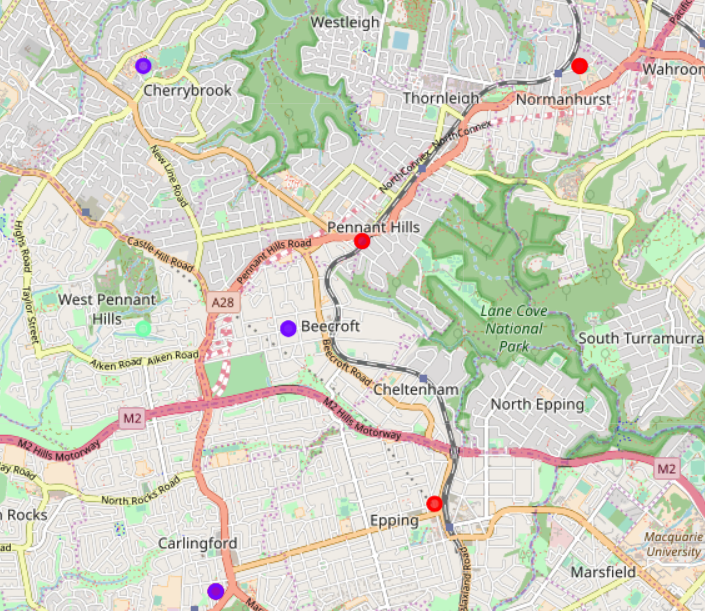 Westleigh
Pacific
Wahroon
Cherrybrook
Thornleigh
Normanhurst
NorthConnex
NorthConnex
New Line Road
Pennant Hills
Pennant Hills Road
Castle Hill Road
Highs Road
Taylor Street
West Pennant
Hills
A28
Beecroft
Lane Cove
National
Park
South Turramurra
Aiken Road
Aiken Road
Beecroft Road
Cheltenham
North Epping
M2
M2 Hills Motorway
M2 Hills Motorway
M2
ay Road
North Rocks Road
n Rocks
Epping
Carlingford
Macquarie
University
Marsfield
ad